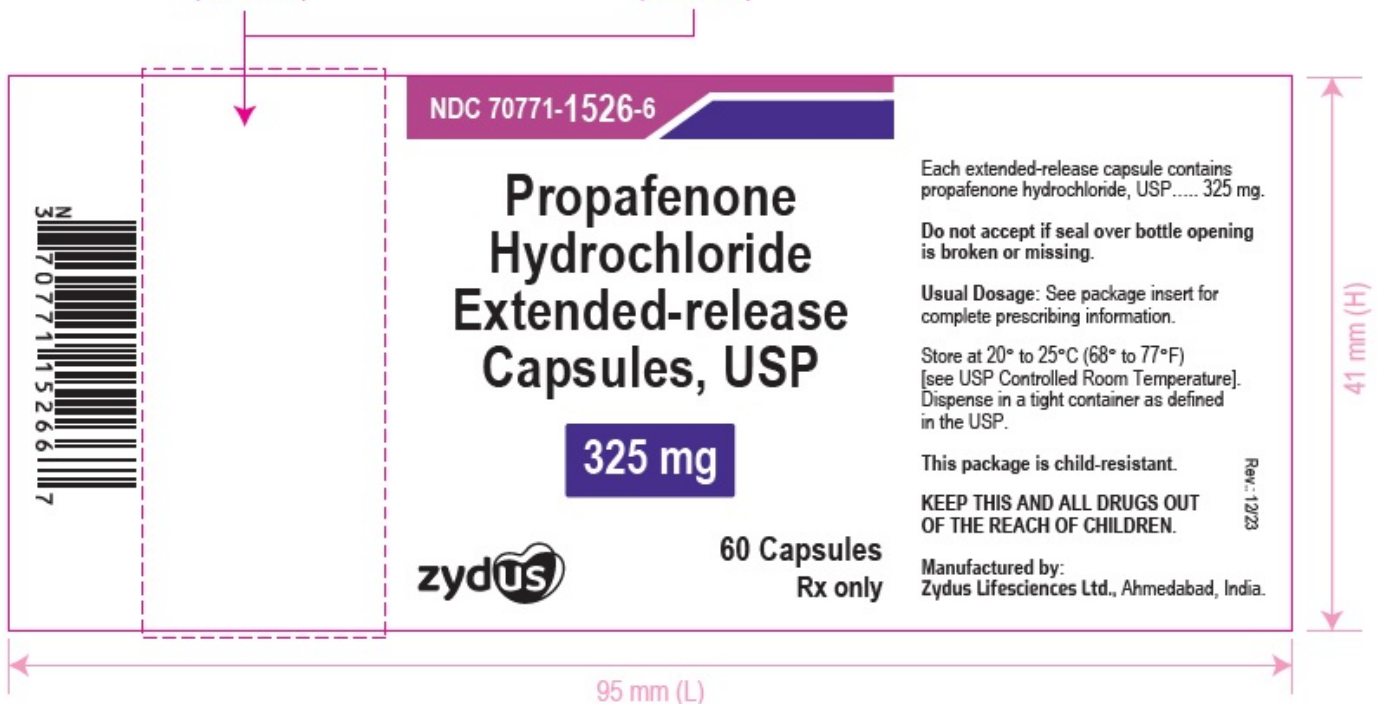 N
3 70771 15266 7
NDC 70771-1526-6
Propafenone
Hydrochloride
Extended-release
Capsules, USP
325 mg
zydus
60 Capsules
Rx only
Each extended-release capsule contains
propafenone hydrochloride, USP..... 325 mg.
Do not accept if seal over bottle opening
is broken or missing.
Usual Dosage: See package insert for
complete prescribing information.
Store at 20° to 25°C (68° to 77°F)
[see USP Controlled Room Temperature].
Dispense in a tight container as defined
in the USP.
This package is child-resistant.
KEEP THIS AND ALL DRUGS OUT
OF THE REACH OF CHILDREN.
Manufactured by:
Zydus Lifesciences Ltd., Ahmedabad, India.
Rev.: 12/23
41 mm (H)
95 mm (L)